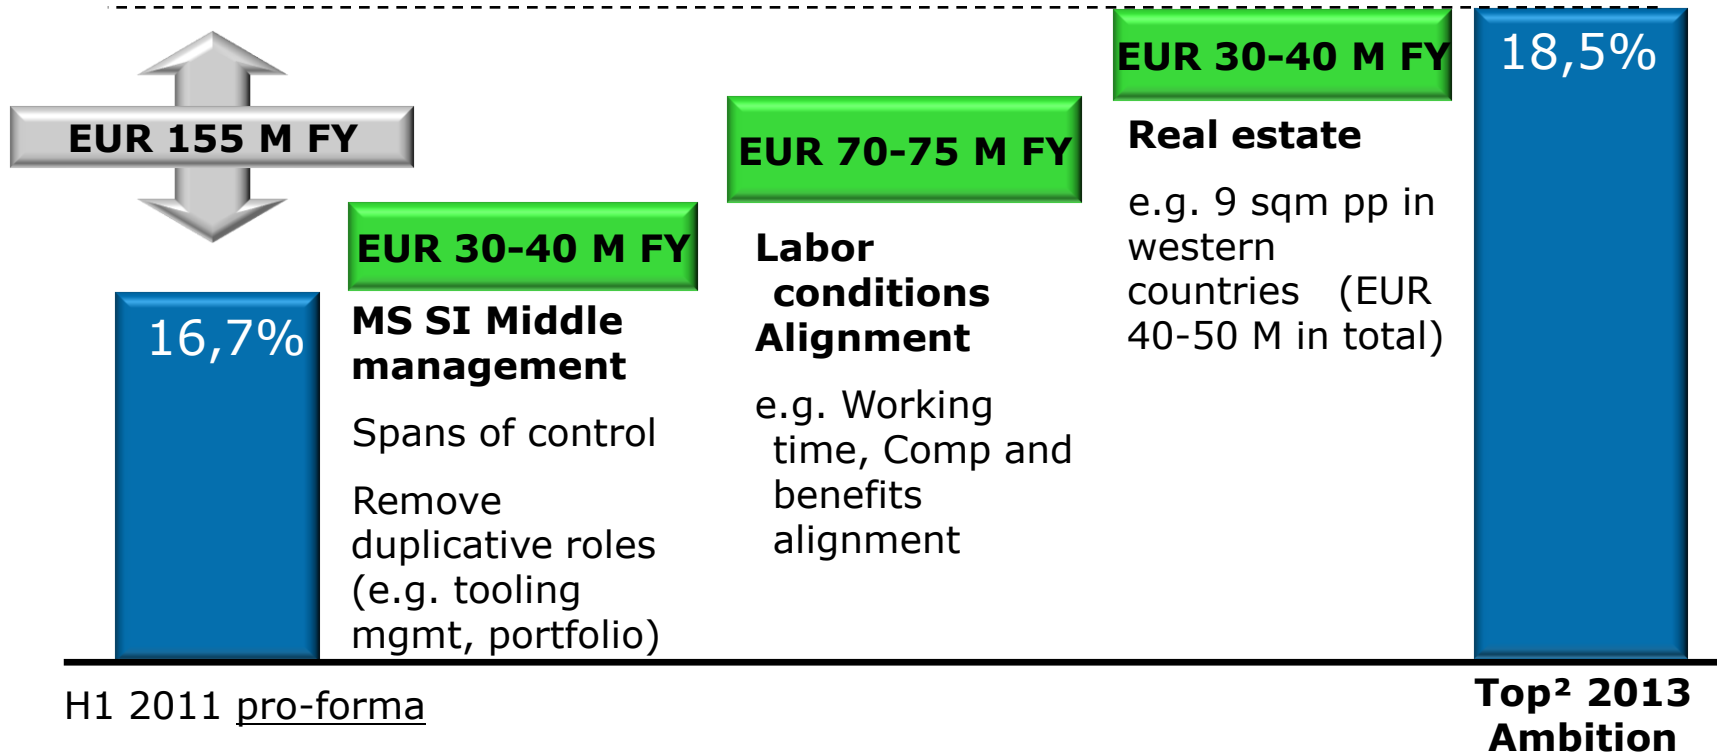 EUR 155 M FY
16,7%
H1 2011 pro-forma
EUR 30-40 M FY
MS SI Middle
management
Spans of control
Remove
duplicative roles
(e.g. tooling
mgmt, portfolio)
EUR 70-75 M FY
Labor
conditions
Alignment
e.g. Working
time, Comp and
benefits
alignment
EUR 30-40 M FY
Real estate
e.g. 9 sqm pp in
western
countries (EUR
40-50 M in total)
18,5%
Top² 2013
Ambition